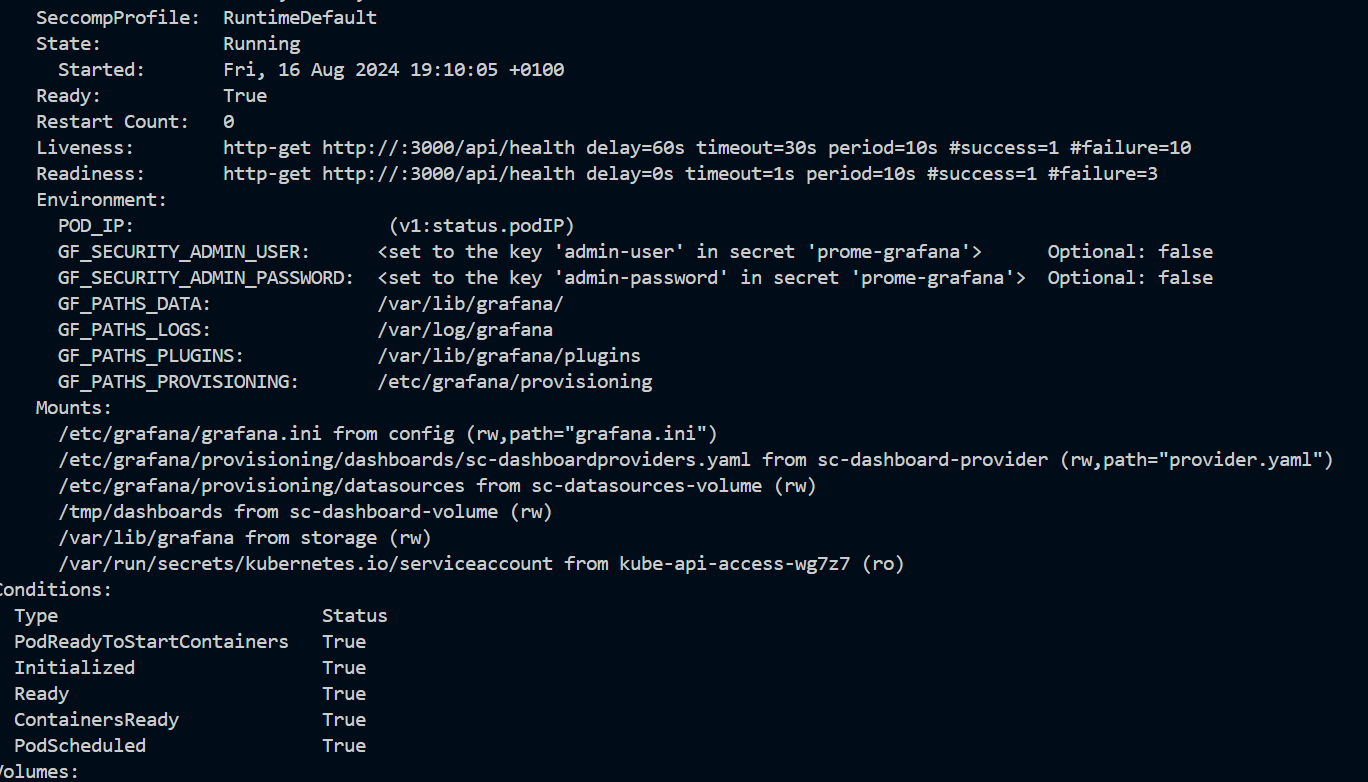 SeccompProfile:  RuntimeDefault
State:           Running
Started:       Fri, 16 Aug 2024 19:10:05 +0100
Ready:           True
Restart Count:   0
Liveness:        http-get http://:3000/api/health delay=60s timeout=30s period=10s #success=1 #failure=10
Readiness:       http-get http://:3000/api/health delay=0s timeout=1s period=10s #success=1 #failure=3
Environment:
POD_IP:                       (v1:status.podIP)
GF_SECURITY_ADMIN_USER:      <set to the key 'admin-user' in secret 'prome-grafana'>      Optional: false
GF_SECURITY_ADMIN_PASSWORD:  <set to the key 'admin-password' in secret 'prome-grafana'>  Optional: false
GF_PATHS_DATA:               /var/lib/grafana/
GF_PATHS_LOGS:               /var/log/grafana
GF_PATHS_PLUGINS:            /var/lib/grafana/plugins
GF_PATHS_PROVISIONING:       /etc/grafana/provisioning
Mounts:
/etc/grafana/grafana.ini from config (rw,path="grafana.ini")
/etc/grafana/provisioning/dashboards/sc-dashboardproviders.yaml from sc-dashboard-provider (rw,path="provider.yaml")
/etc/grafana/provisioning/datasources from sc-datasources-volume (rw)
/tmp/dashboards from sc-dashboard-volume (rw)
/var/lib/grafana from storage (rw)
/var/run/secrets/kubernetes.io/serviceaccount from kube-api-access-wg7z7 (ro)
Conditions:
Type                        Status
PodReadyToStartContainers   True
Initialized                 True
Ready                       True
ContainersReady             True
PodScheduled                True
Volumes: